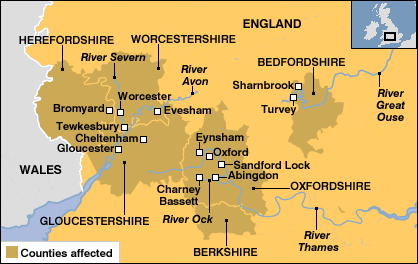 ENGLAND
HEREFORDSHIRE
WORCESTERSHIRE
River Severn
BEDFORDSHIRE
River
Avon
Sharnbrook
Worcester
Bromyard
Evesham
Turvey
River
Great
Ouse
Tewkesbury
Cheltenham
Gloucester
Eynsham
Oxford
Sandford Lock
WALES
Abingdon
Charney
Bassett
OXFORDSHIRE
GLOUCESTERSHIRE
River Ock
River
Thames
BERKSHIRE
Counties affected